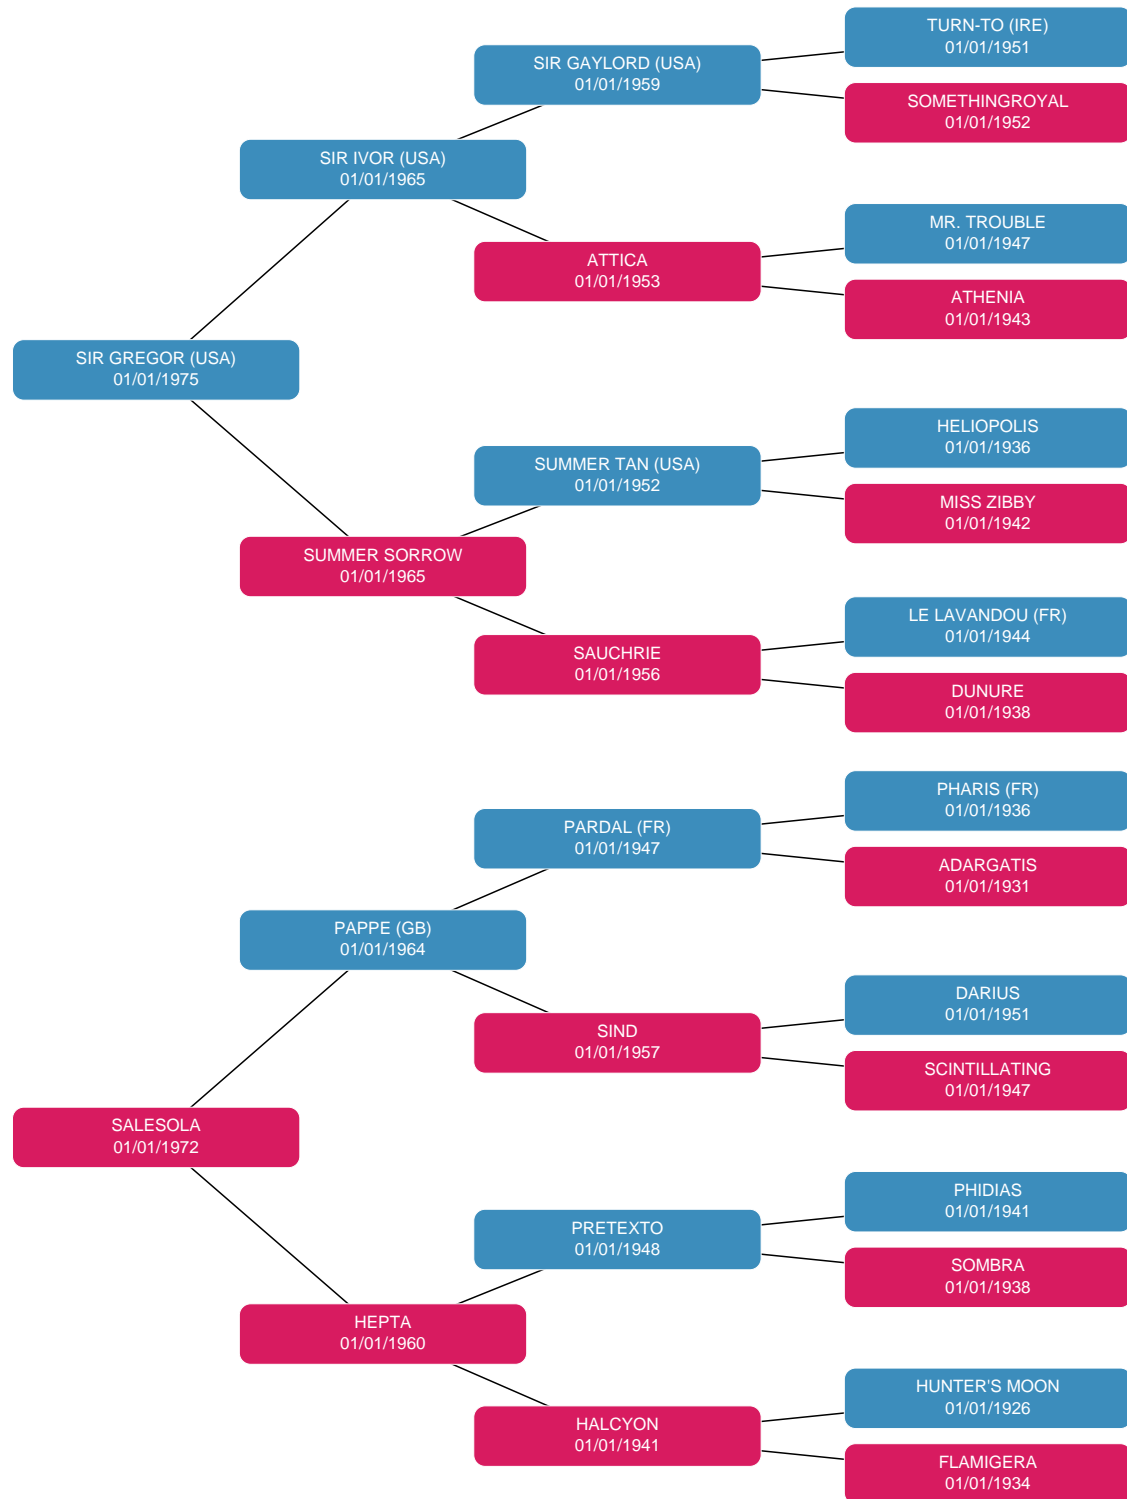 TURN-TO (IRE)
01/01/1951
SIR GAYLORD (USA)
01/01/1959
SOMETHINGROYAL
01/01/1952
SIR IVOR (USA)
01/01/1965
MR. TROUBLE
01/01/1947
ATTICA
01/01/1953
ATHENIA
01/01/1943
SIR GREGOR (USA)
01/01/1975
HELIOPOLIS
01/01/1936
SUMMER TAN (USA)
01/01/1952
MISS ZIBBY
01/01/1942
SUMMER SORROW
01/01/1965
LE LAVANDOU (FR)
01/01/1944
SAUCHRIE
01/01/1956
DUNURE
01/01/1938
PHARIS (FR)
01/01/1936
PARDAL (FR)
01/01/1947
ADARGATIS
01/01/1931
PAPPE (GB)
01/01/1964
DARIUS
01/01/1951
SIND
01/01/1957
SCINTILLATING
01/01/1947
SALESOLA
01/01/1972
PHIDIAS
01/01/1941
PRETEXTO
01/01/1948
SOMBRA
01/01/1938
HEPTA
01/01/1960
HUNTER'S MOON
01/01/1926
HALCYON
01/01/1941
FLAMIGERA
01/01/1934